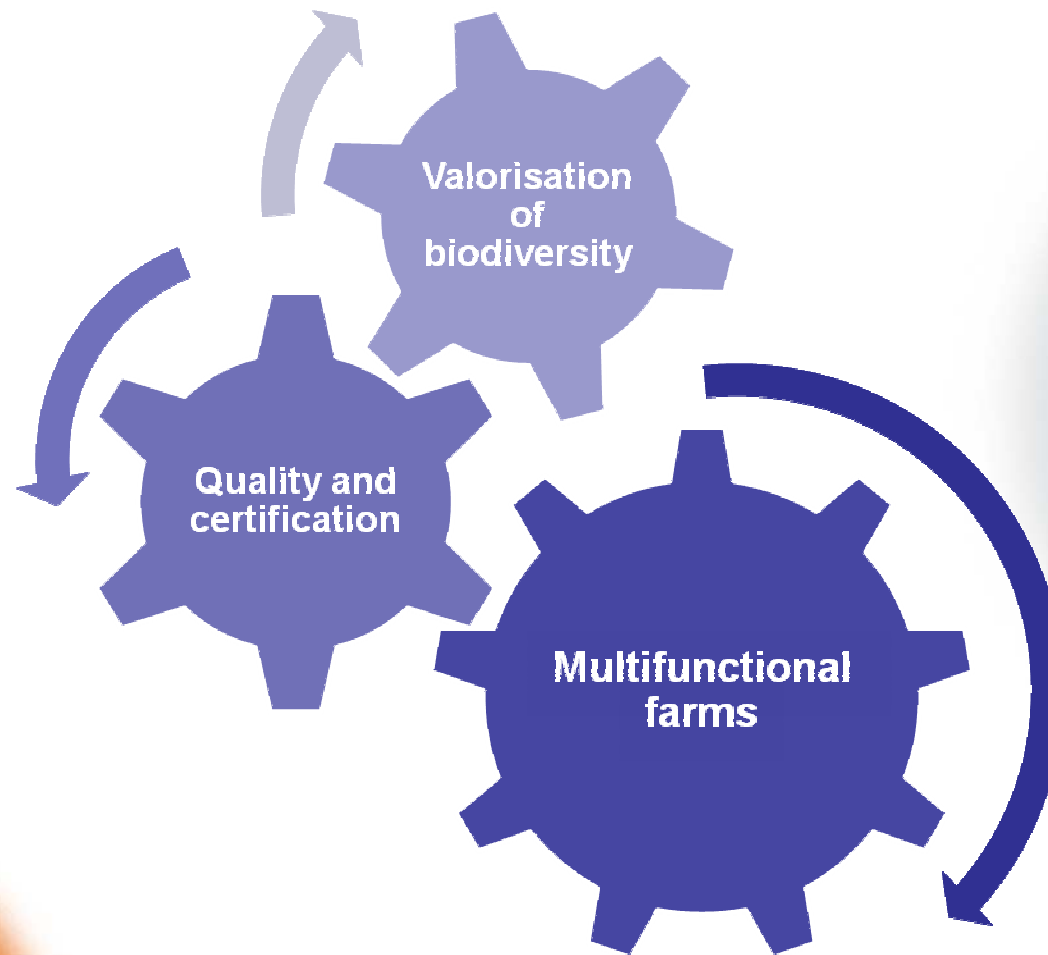 Valorisation
of
biodiversity
Quality and
certification
Multifunctional
farms